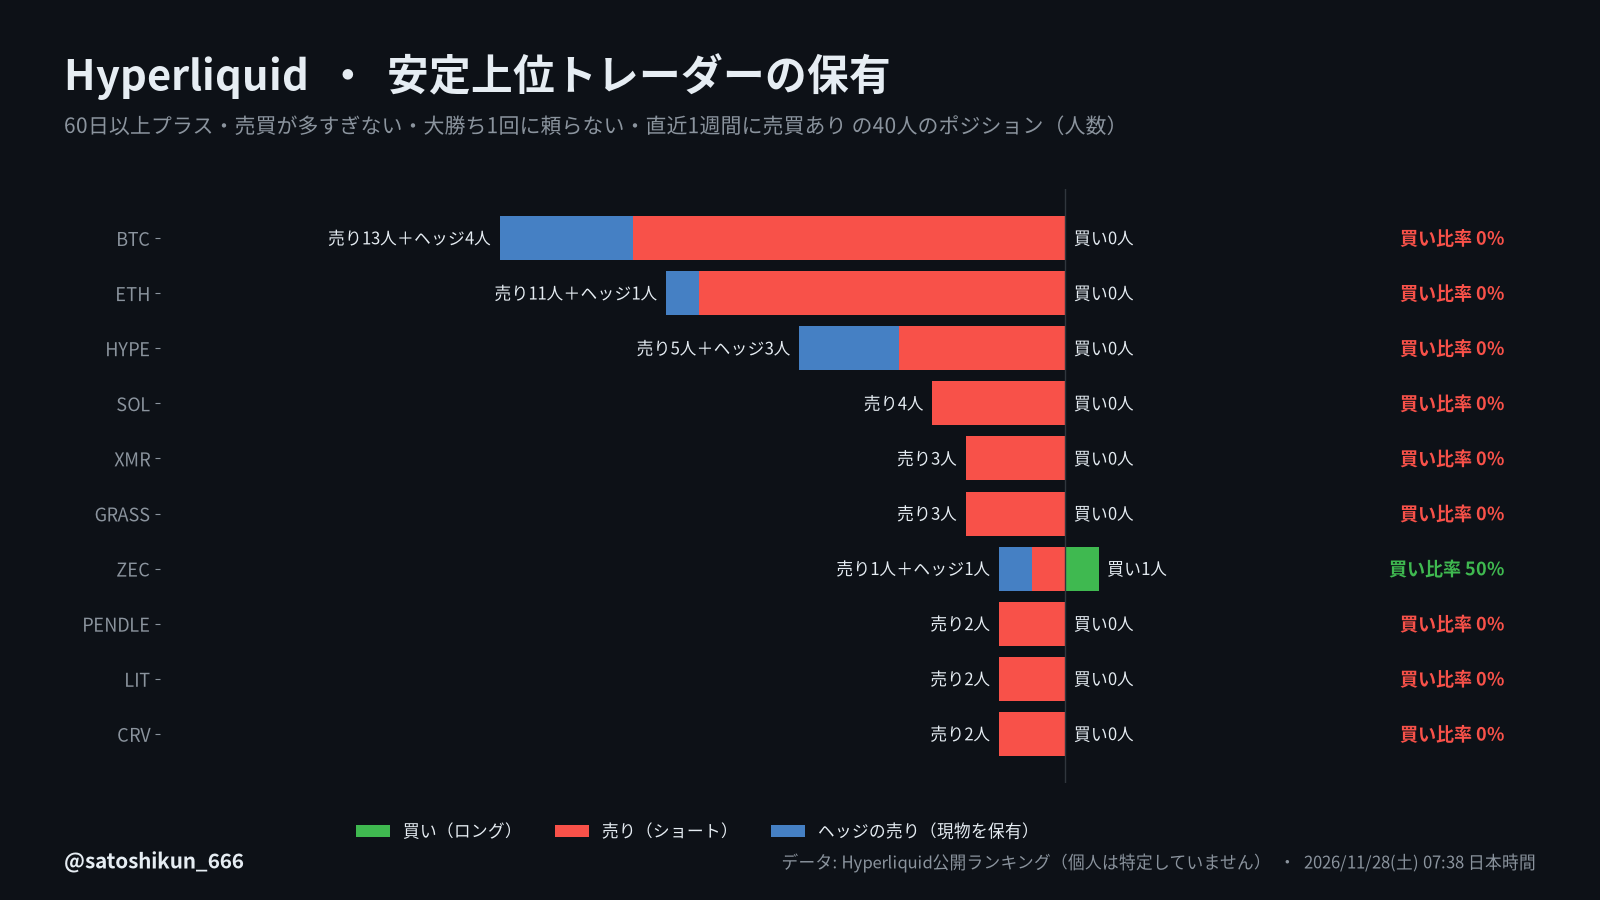 Hyperliquid ・ 安定上位トレーダーの保有
60日以上プラス・売買が多すぎない・大勝ち1回に頼らない・直近1週間に売買あり の40人のポジション（人数）
BTC 売り13人＋ヘッジ4人 買い0人 買い比率 0%
ETH 売り11人＋ヘッジ1人 買い0人 買い比率 0%
HYPE 売り5人＋ヘッジ3人 買い0人 買い比率 0%
SOL 売り4人 買い0人 買い比率 0%
XMR 売り3人 買い0人 買い比率 0%
GRASS 売り3人 買い0人 買い比率 0%
ZEC 売り1人＋ヘッジ1人 買い1人 買い比率 50%
PENDLE 売り2人 買い0人 買い比率 0%
LIT 売り2人 買い0人 買い比率 0%
CRV 売り2人 買い0人 買い比率 0%
買い（ロング） 売り（ショート） ヘッジの売り（現物を保有）
@satoshikun_666 データ: Hyperliquid公開ランキング（個人は特定していません） ・ 2026/11/28(土) 07:38 日本時間